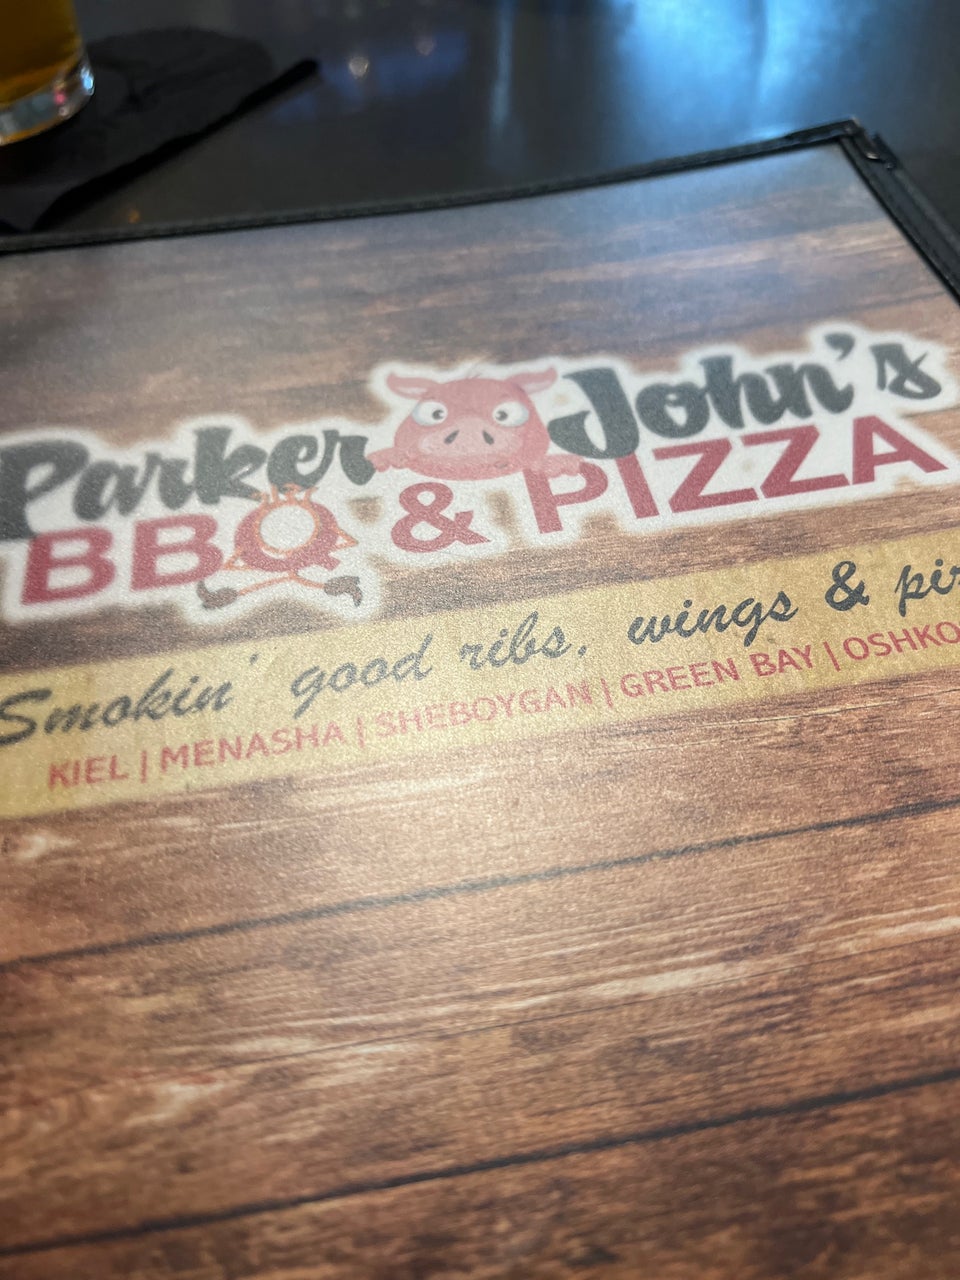 Parker John's
BBQ & PIZZA
Smokin' good ribs, wings &
KIEL | MENASHA | SHEBOYGAN | GREEN BAY |